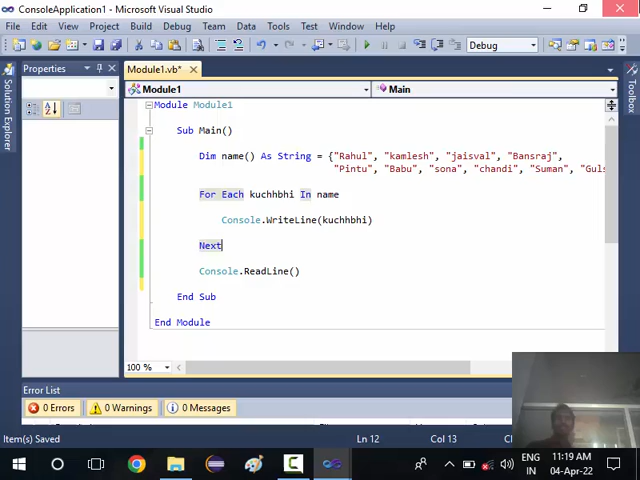 ConsoleApplication1 - Microsoft Visual Studio
File Edit View Project Build Debug Team Data Tools Test Window Help
Debug
Properties
Module1.vb*
Solution Explorer
Toolbox
Module1
Main
Module Module1
Sub Main()
Dim name() As String = {"Rahul", "kamlesh", "jaisval", "Bansraj",
"Pintu", "Babu", "sona", "chandi", "Suman", "Guls
For Each kuchhbhi In name
Console.WriteLine(kuchhbhi)
Next
Console.ReadLine()
End Sub
End Module
100 %
Error List
0 Errors 0 Warnings 0 Messages
Item(s) Saved Ln 12 Col 13
ENG 11:19 AM
IN 04-Apr-22